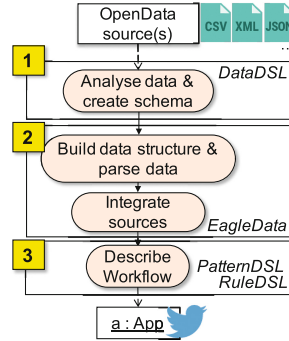 OpenData
source(s)
CSV XML JSON
..
1
DataDSL
Analyse data &
create schema
2
Build data structure &
parse data
Integrate
sources
EagleData
3
Describe
Workflow
PatternDSL
RuleDSL
a : App